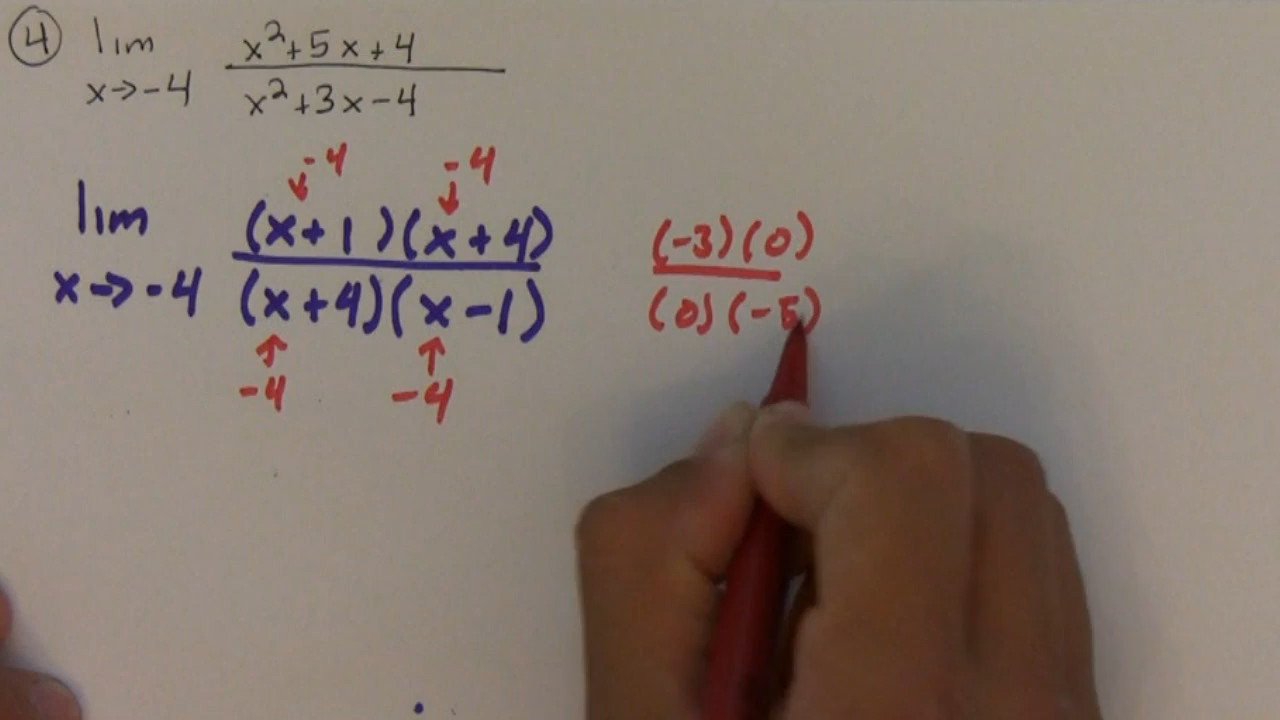 ④ lim x²+5x+4
x→-4 x²+3x-4
-4 -4
↓ ↓
lim (x+1)(x+4) (-3)(0)
x→-4 (x+4)(x-1) (0)(-5)
↑ ↑
-4 -4